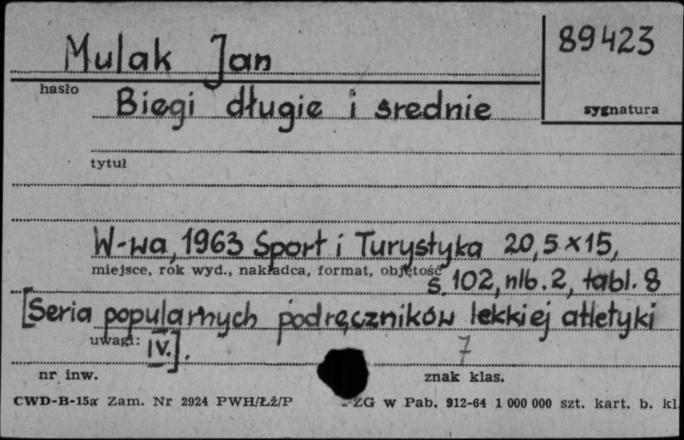 Mulak Jan
89423
hasło
sygnatura
Biegi długie i średnie
tytuł
W-wa, 1963 Sport i Turystyka 20,5 x 15,
miejsce, rok wyd., nakładca, format, objętość
s. 102, nlb. 2, tabl. 8
[Seria popularnych podręczników lekkiej atletyki
uwagi: IV.].
7
nr inw.
znak klas.
CWD-B-15a Zam. Nr 2924 PWH/Łż/P
ZG W Pab. 912-64 1 000 000 szt. kart. b. kl